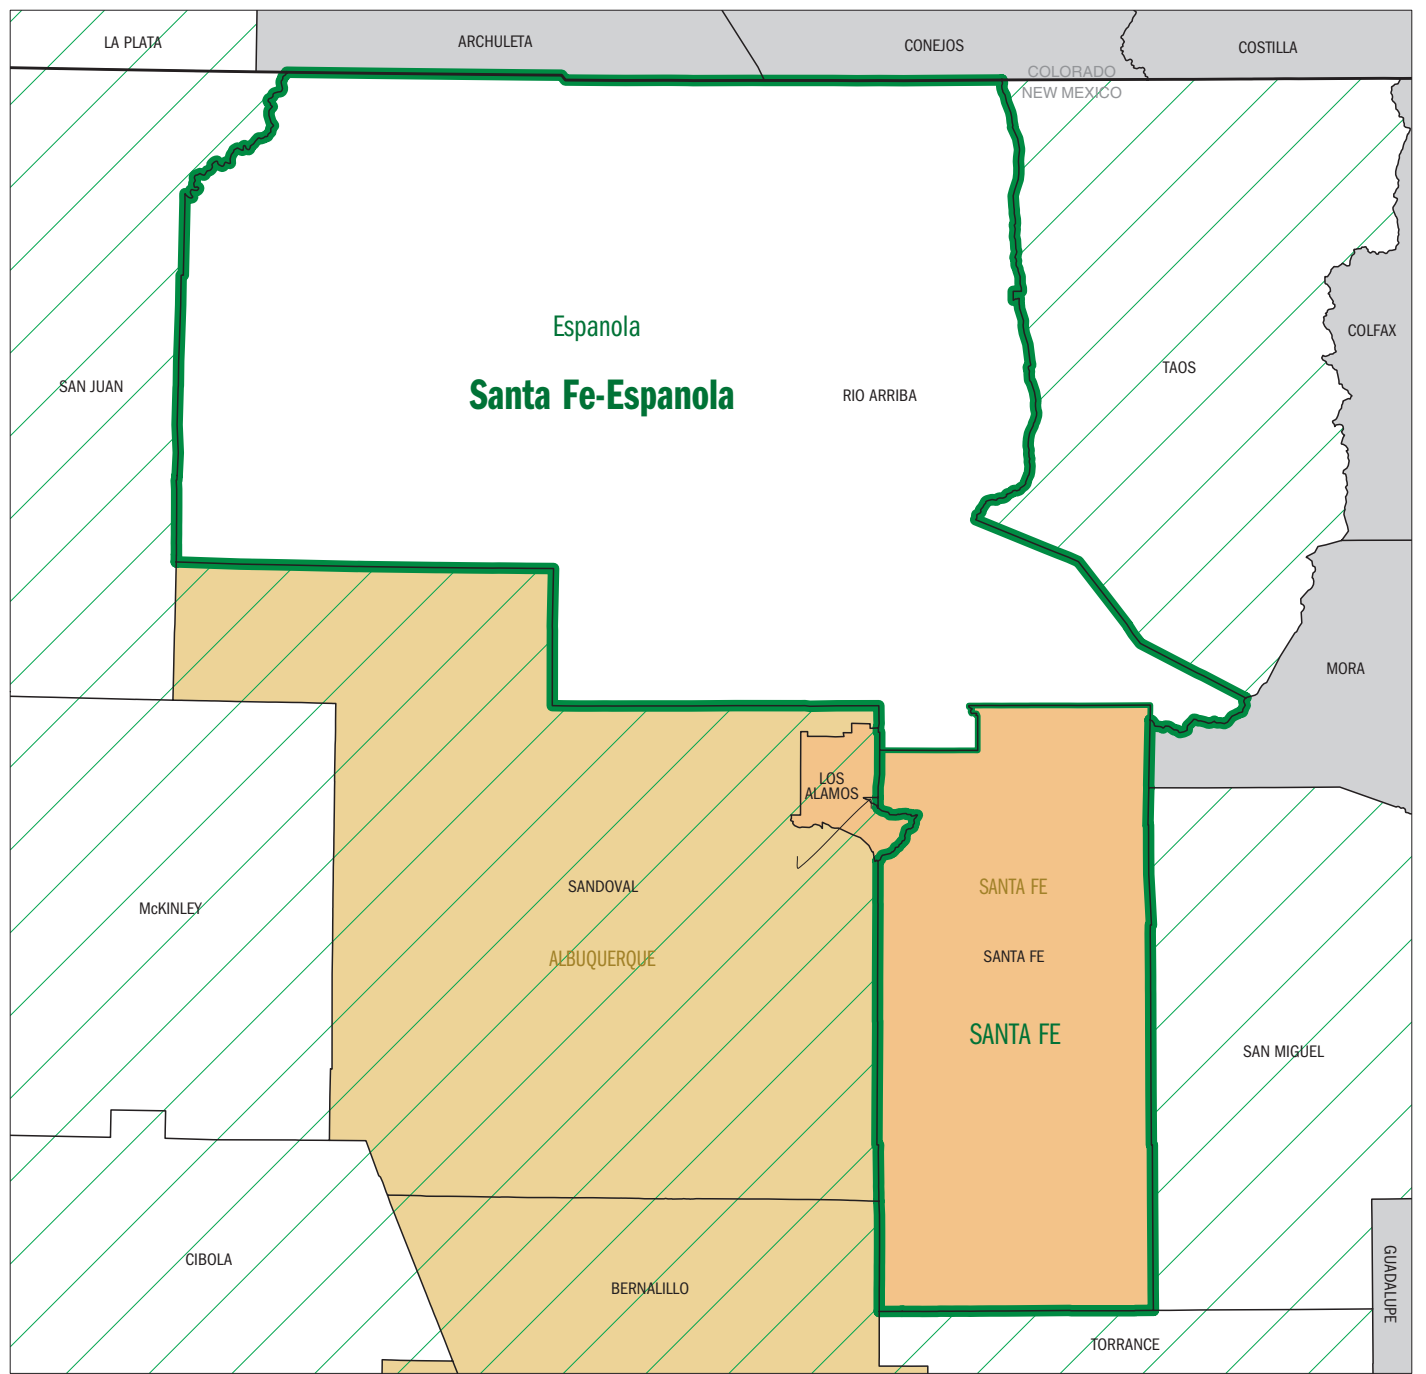 LA PLATA
ARCHULETA
CONEJOS
COSTILLA
COLORADO
NEW MEXICO
Espanola
COLFAX
TAOS
SAN JUAN
Santa Fe-Espanola
RIO ARRIBA
MORA
LOS
ALAMOS
SANDOVAL
SANTA FE
McKINLEY
ALBUQUERQUE
SANTA FE
SANTA FE
SAN MIGUEL
CIBOLA
BERNALILLO
GUADALUPE
TORRANCE